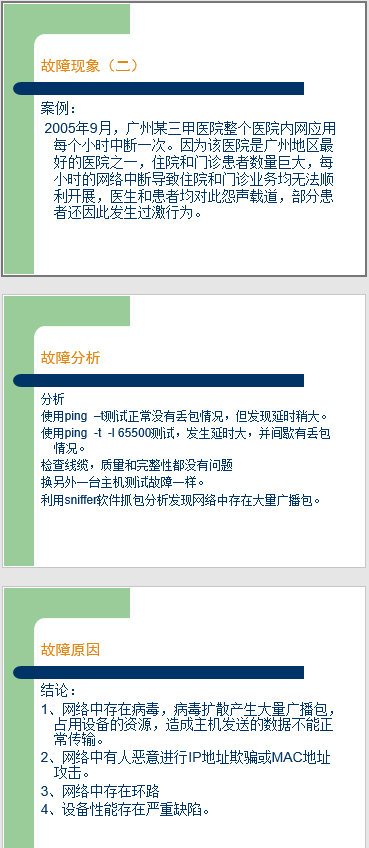 故障现象（二）
案例：
2005年9月，广州某三甲医院整个医院内网应用
每个小时中断一次。因为该医院是广州地区最
好的医院之一，住院和门诊患者数量巨大，每
小时的网络中断导致住院和门诊业务均无法顺
利开展，医生和患者均对此怨声载道，部分患
者还因此发生过激行为。
故障分析
分析
使用ping –t测试正常没有丢包情况，但发现延时稍大。
使用ping -t -l 65500测试，发生延时大，并间歇有丢包
情况。
检查线缆，质量和完整性都没有问题
换另外一台主机测试故障一样。
利用sniffer软件抓包分析发现网络中存在大量广播包。
故障原因
结论：
1、网络中存在病毒，病毒扩散产生大量广播包，
占用设备的资源，造成主机发送的数据不能正
常传输。
2、网络中有人恶意进行IP地址欺骗或MAC地址
攻击。
3、网络中存在环路
4、设备性能存在严重缺陷。